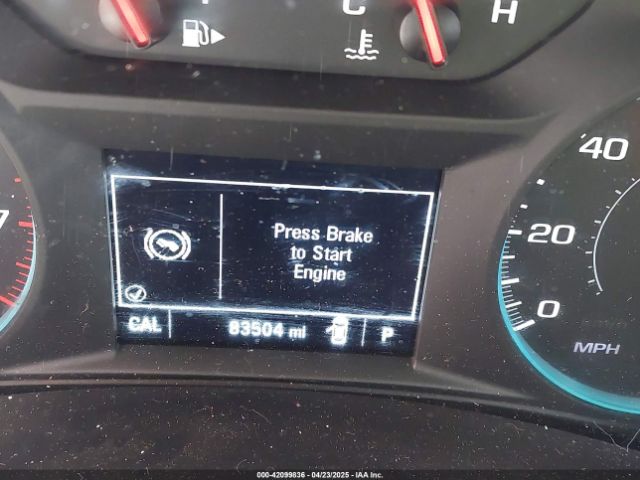 C H
40
7
Press Brake
to Start
Engine
20
0
CAL 83504 mi P
MPH
000-42099836 - 04/23/2025 - IAA Inc.